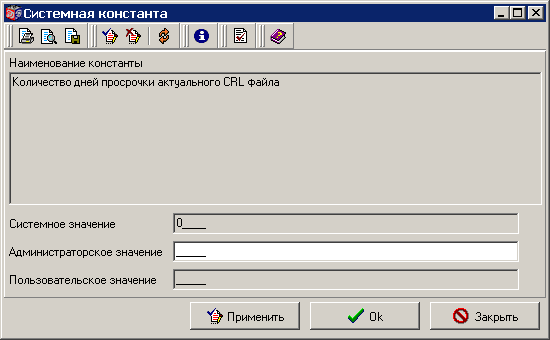 Системная константа
Наименование константы
Количество дней просрочки актуального CRL файла
Системное значение 0____
Администраторское значение _____
Пользовательское значение _____
Применить Ok Закрыть